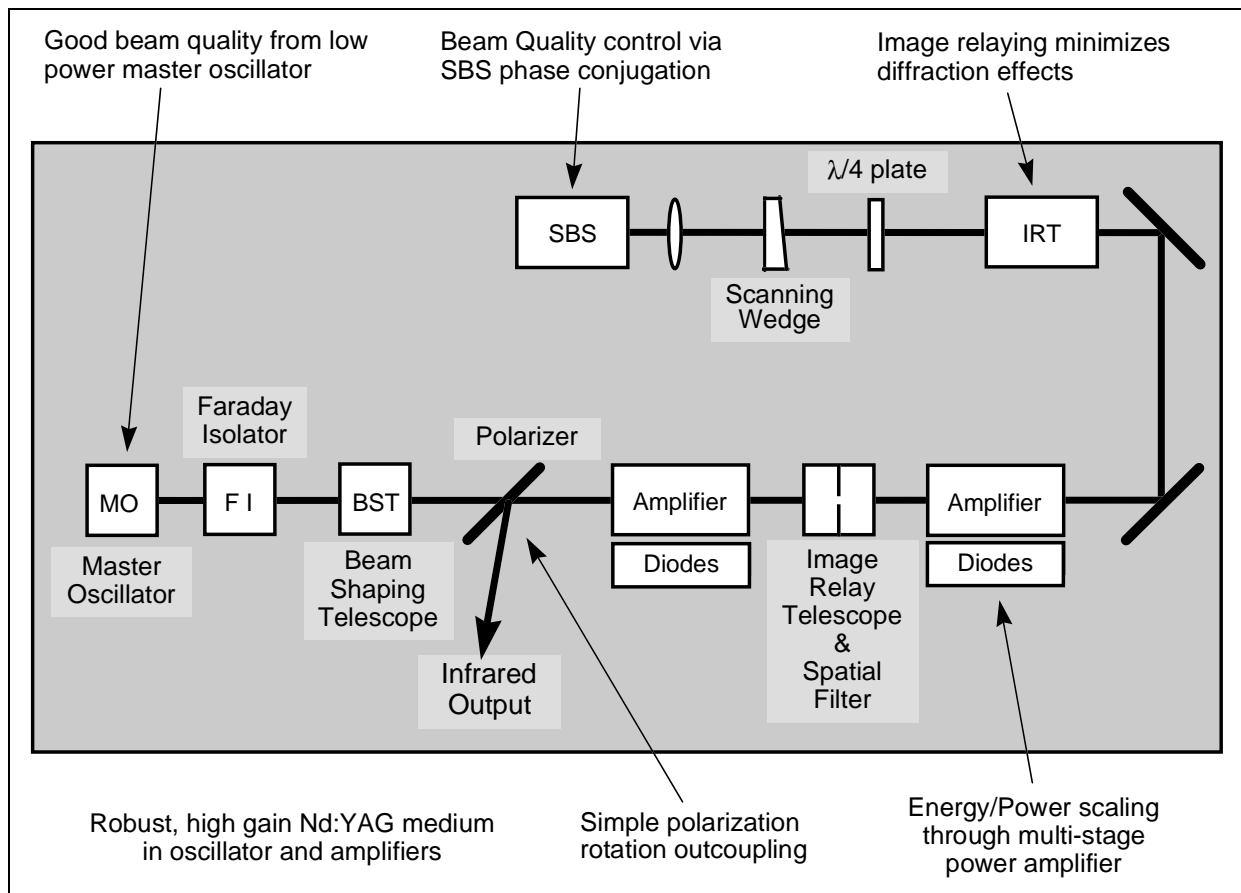 Good beam quality from low
power master oscillator
Beam Quality control via
SBS phase conjugation
Image relaying minimizes
diffraction effects
λ/4 plate
SBS
IRT
Scanning
Wedge
Faraday
Isolator
Polarizer
MO
F I
BST
Amplifier
Amplifier
Diodes
Diodes
Master
Oscillator
Beam
Shaping
Telescope
Image
Relay
Telescope
&
Spatial
Filter
Infrared
Output
Robust, high gain Nd:YAG medium
in oscillator and amplifiers
Simple polarization
rotation outcoupling
Energy/Power scaling
through multi-stage
power amplifier